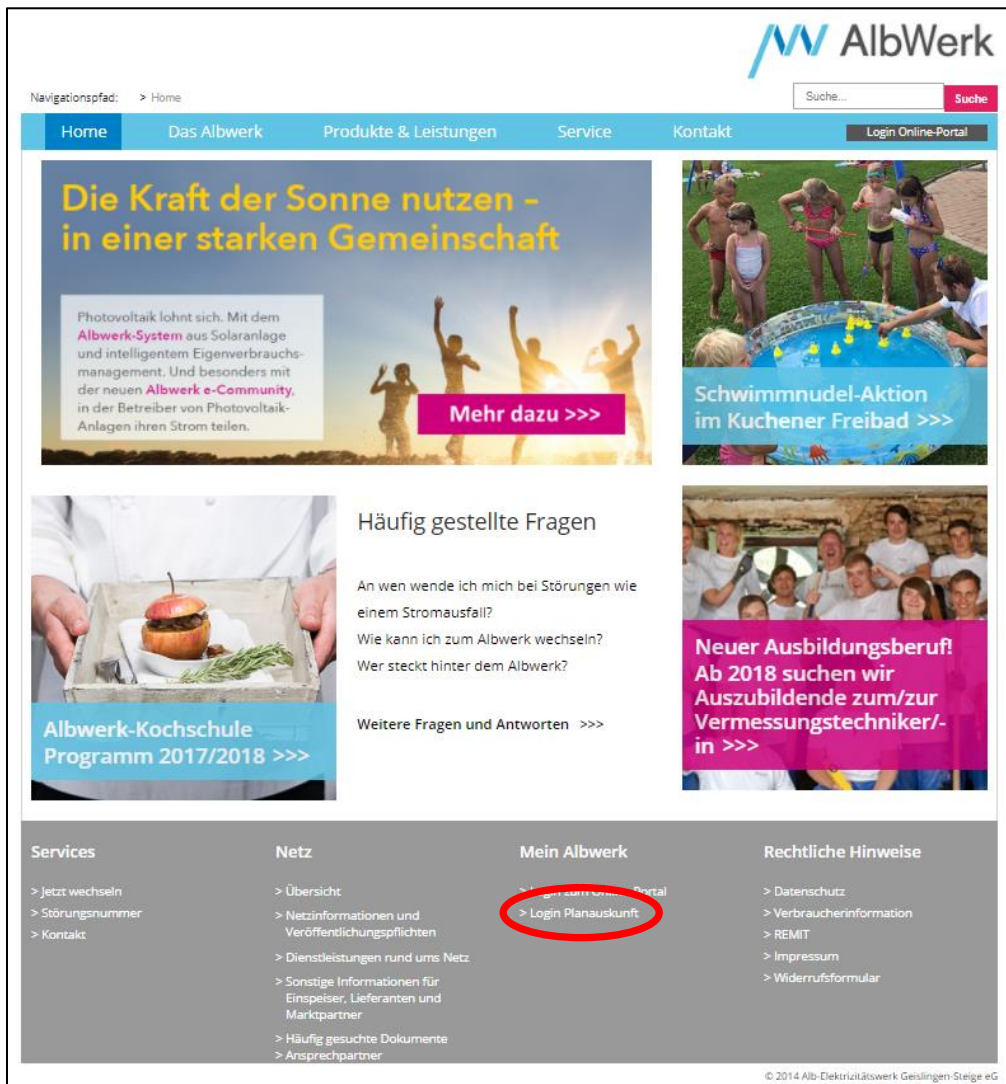 AlbWerk
Navigationspfad: > Home
Suche...
Suche
Home
Das Albwerk
Produkte & Leistungen
Service
Kontakt
Login Online-Portal
Die Kraft der Sonne nutzen –
in einer starken Gemeinschaft
Photovoltaik lohnt sich. Mit dem
Albwerk-System aus Solaranlage
und intelligentem Eigenverbrauchs-
management. Und besonders mit
der neuen Albwerk e-Community,
in der Betreiber von Photovoltaik-
Anlagen ihren Strom teilen.
Mehr dazu >>>
Schwimmnudel-Aktion
im Kuchener Freibad >>>
Albwerk-Kochschule
Programm 2017/2018 >>>
Häufig gestellte Fragen
An wen wende ich mich bei Störungen wie
einem Stromausfall?
Wie kann ich zum Albwerk wechseln?
Wer steckt hinter dem Albwerk?
Weitere Fragen und Antworten >>>
Neuer Ausbildungsberuf!
Ab 2018 suchen wir
Auszubildende zum/zur
Vermessungstechniker/-
in >>>
Services
> Jetzt wechseln
> Störungsnummer
> Kontakt
Netz
> Übersicht
> Netzinformationen und
Veröffentlichungspflichten
> Dienstleistungen rund ums Netz
> Sonstige Informationen für
Einspeiser, Lieferanten und
Marktpartner
> Häufig gesuchte Dokumente
> Ansprechpartner
Mein Albwerk
> Login zum Online-Portal
> Login Planauskunft
Rechtliche Hinweise
> Datenschutz
> Verbraucherinformation
> REMIT
> Impressum
> Widerrufsformular
© 2014 Alb-Elektrizitätswerk Geislingen-Steige eG